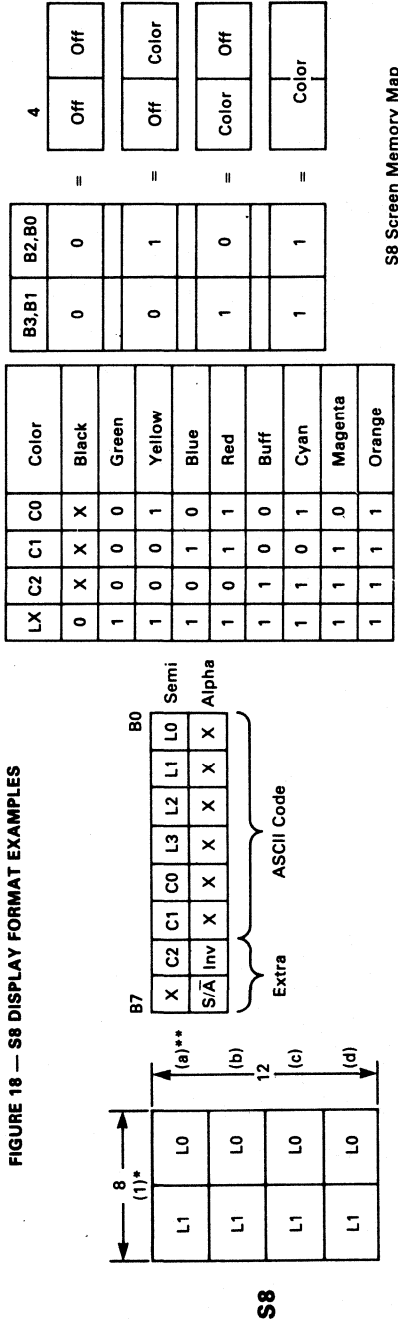 FIGURE 18 — S8 DISPLAY FORMAT EXAMPLES
S8
8
(1)*
L1 L0 (a)**
L1 L0 (b)
12
L1 L0 (c)
L1 L0 (d)
B7 B0
X C2 C1 C0 L3 L2 L1 L0 Semi
S/A̅ Inv X X X X X X Alpha
Extra ASCII Code
LX C2 C1 C0 Color
0 X X X Black
1 0 0 0 Green
1 0 0 1 Yellow
1 0 1 0 Blue
1 0 1 1 Red
1 1 0 0 Buff
1 1 0 1 Cyan
1 1 1 0 Magenta
1 1 1 1 Orange
B3,B1 B2,B0 4
0 0 = Off Off
0 1 = Off Color
1 0 = Color Off
1 1 = Color
S8 Screen Memory Map